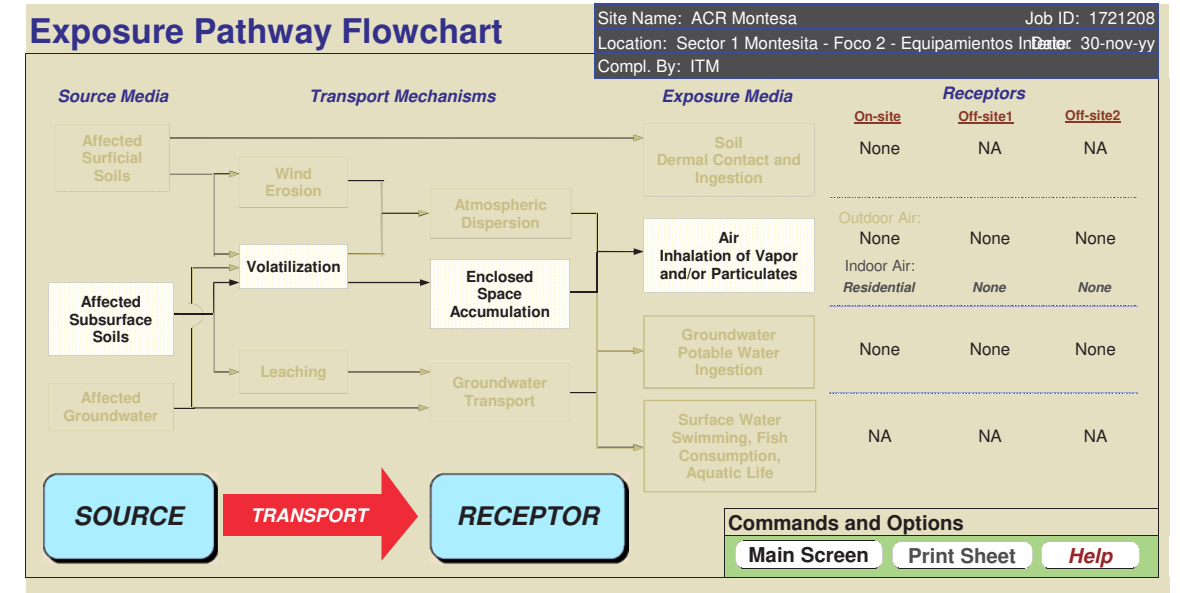 Exposure Pathway Flowchart
Site Name: ACR Montesa
Job ID: 1721208
Location: Sector 1 Montesita - Foco 2 - Equipamientos Interior
Date: 30-nov-yy
Compl. By: ITM
Source Media
Transport Mechanisms
Exposure Media
Receptors
On-site
Off-site1
Off-site2
Affected
Surficial
Soils
Wind
Erosion
Atmospheric
Dispersion
Soil
Dermal Contact and
Ingestion
None
NA
NA
Volatilization
Enclosed
Space
Accumulation
Air
Inhalation of Vapor
and/or Particulates
Outdoor Air:
None
None
None
Indoor Air:
Residential
None
None
Affected
Subsurface
Soils
Leaching
Groundwater
Transport
Groundwater
Potable Water
Ingestion
None
None
None
Affected
Groundwater
Surface Water
Swimming, Fish
Consumption,
Aquatic Life
NA
NA
NA
SOURCE
TRANSPORT
RECEPTOR
Commands and Options
Main Screen
Print Sheet
Help